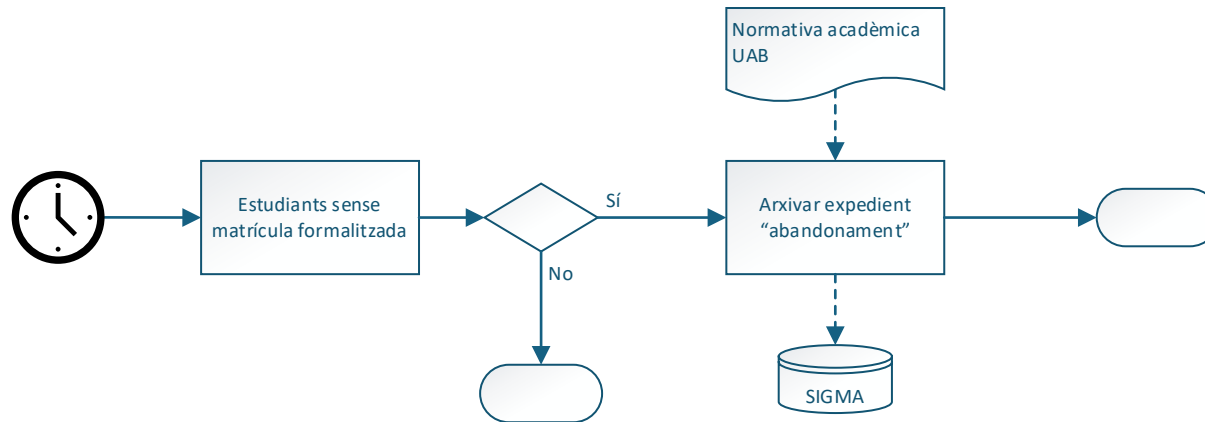 Normativa acadèmica
UAB
Estudiants sense
matrícula formalitzada
Sí
No
Arxivar expedient
“abandonament”
SIGMA